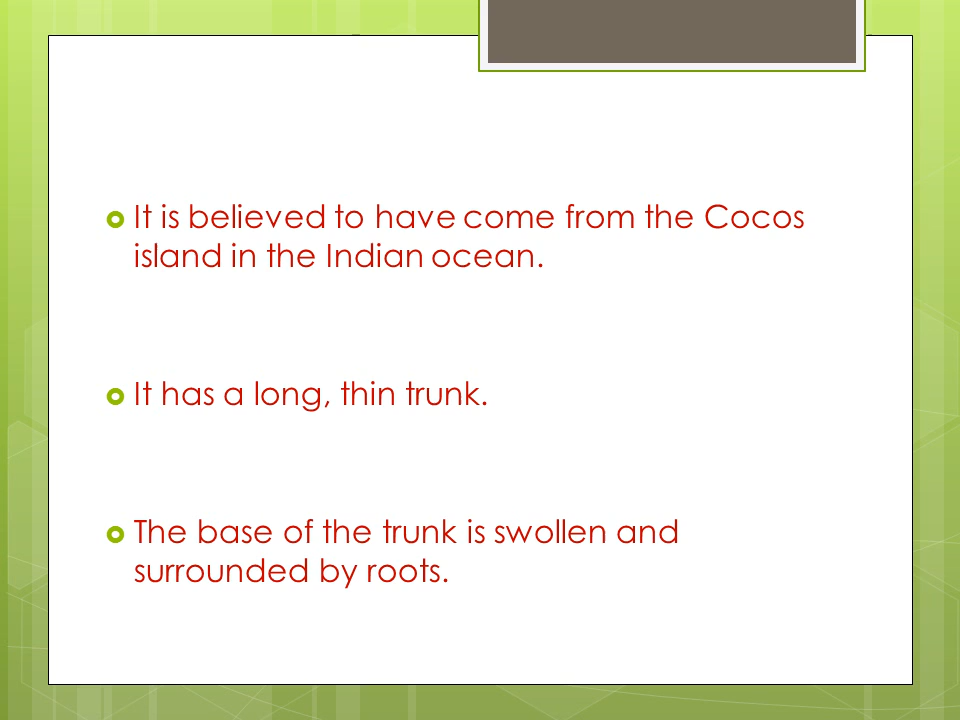 It is believed to have come from the Cocos
island in the Indian ocean.
It has a long, thin trunk.
The base of the trunk is swollen and
surrounded by roots.